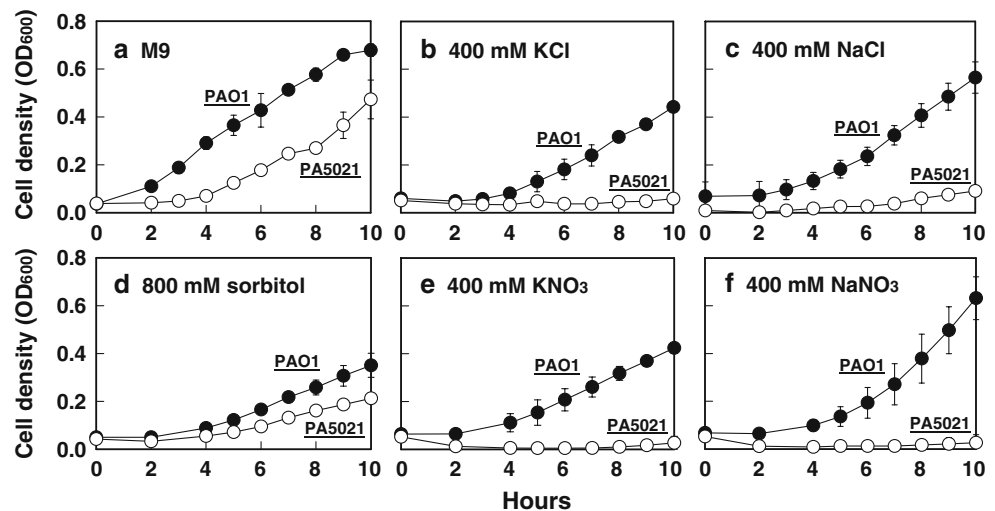 a M9
b 400 mM KCl
c 400 mM NaCl
PAO1
PA5021
PAO1
PA5021
PAO1
PA5021
Cell density (OD600)
0.8
0.6
0.4
0.2
0.0
0 2 4 6 8 10
0 2 4 6 8 10
0 2 4 6 8 10
d 800 mM sorbitol
e 400 mM KNO3
f 400 mM NaNO3
PAO1
PA5021
PAO1
PA5021
PAO1
PA5021
Cell density (OD600)
0.8
0.6
0.4
0.2
0.0
0 2 4 6 8 10
0 2 4 6 8 10
0 2 4 6 8 10
Hours